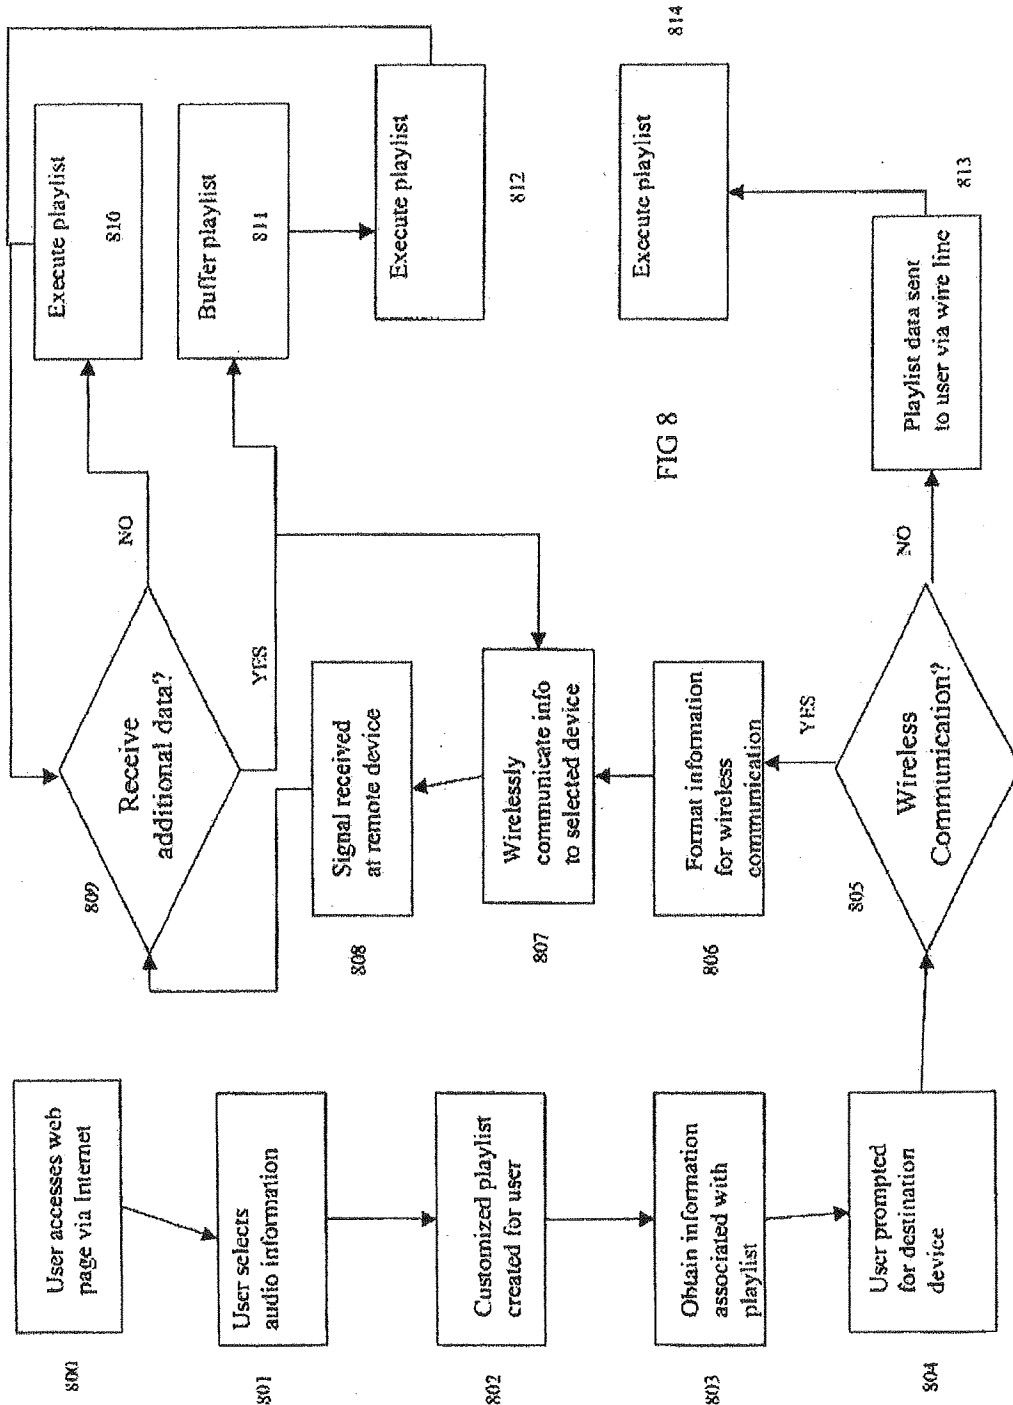 800
User accesses web
page via Internet
801
User selects
audio information
802
Customized playlist
created for user
803
Obtain information
associated with
playlist
804
User prompted
for destination
device
805
Wireless
Communication?
YES
NO
806
Format information
for wireless
communication
807
Wirelessly
communicate info
to selected device
808
Signal received
at remote device
809
Receive
additional data?
NO
YES
Execute playlist
810
Buffer playlist
811
Execute playlist
812
Playlist data sent
to user via wire line
813
Execute playlist
814
FIG 8